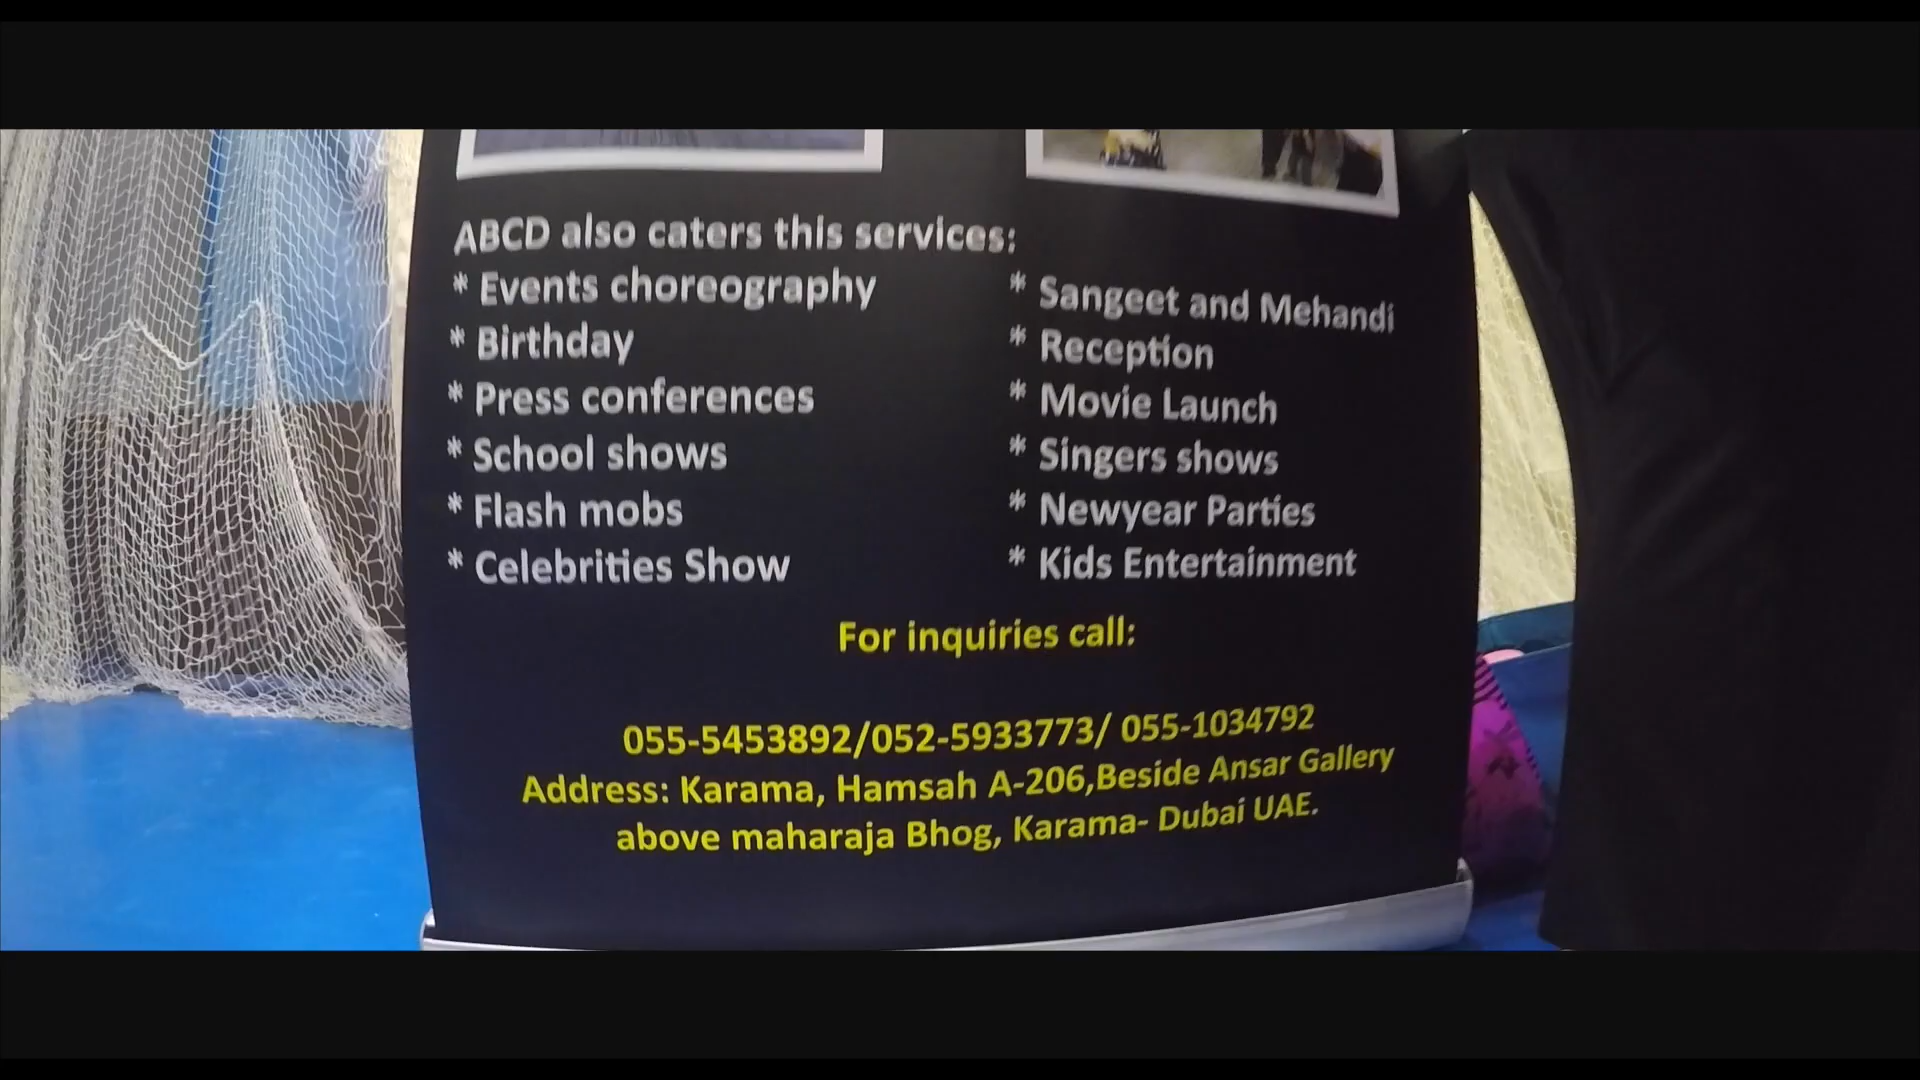 ABCD also caters this services:
* Events choreography
* Birthday
* Press conferences
* School shows
* Flash mobs
* Celebrities Show
* Sangeet and Mehandi
* Reception
* Movie Launch
* Singers shows
* Newyear Parties
* Kids Entertainment
For inquiries call:
055-5453892/052-5933773/ 055-1034792
Address: Karama, Hamsah A-206,Beside Ansar Gallery
above maharaja Bhog, Karama- Dubai UAE.